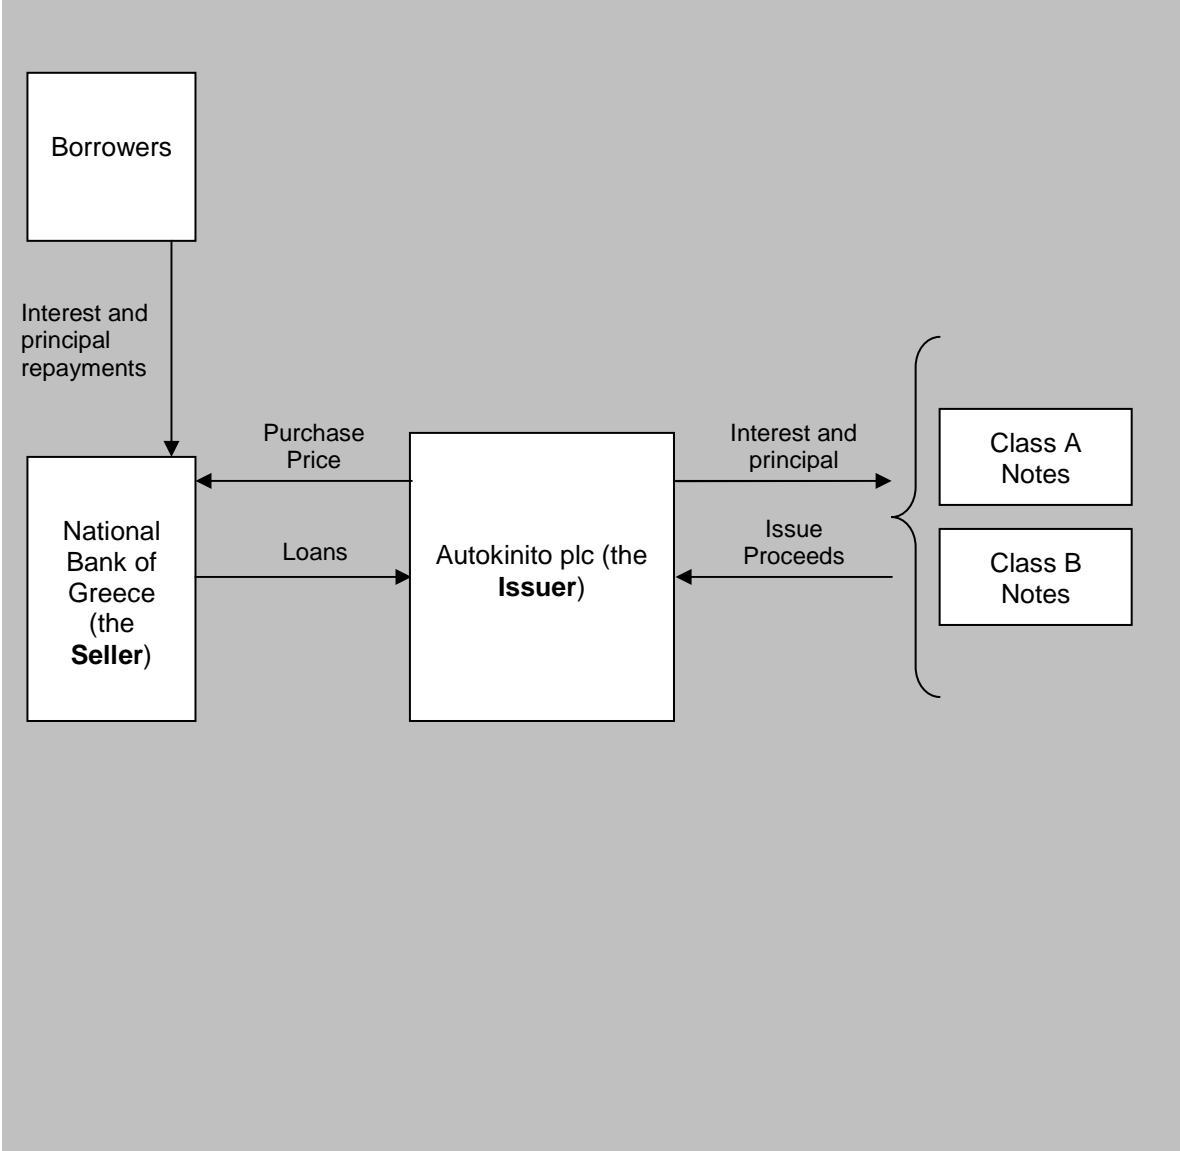 Borrowers
Interest and
principal
repayments
Purchase
Price
Interest and
principal
Class A
Notes
National
Bank of
Greece
(the
Seller)
Loans
Autokinito plc (the
Issuer)
Issue
Proceeds
Class B
Notes